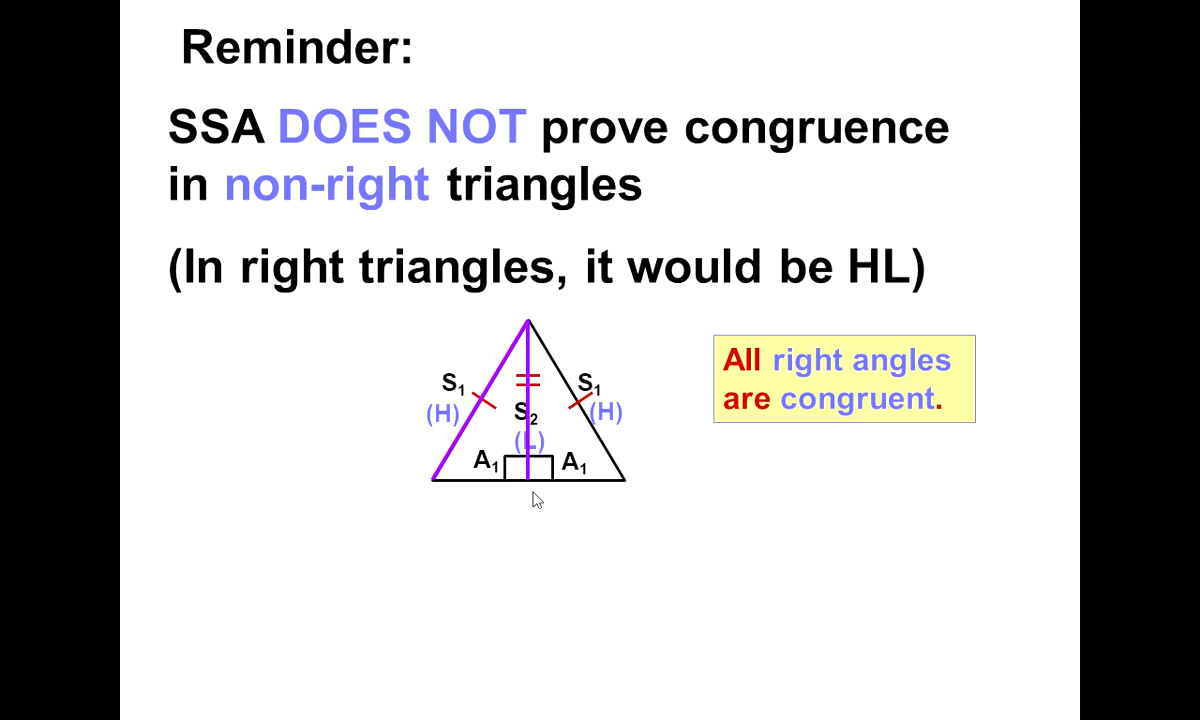 Reminder:
SSA DOES NOT prove congruence
in non-right triangles
(In right triangles, it would be HL)
All right angles
are congruent.
S₁
(H)
S₂
(L)
S₁
(H)
A₁
A₁